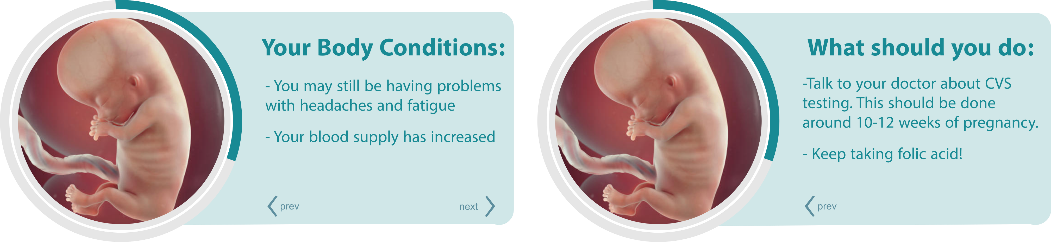 Your Body Conditions:
- You may still be having problems
with headaches and fatigue
- Your blood supply has increased
prev
next
What should you do:
-Talk to your doctor about CVS
testing. This should be done
around 10-12 weeks of pregnancy.
- Keep taking folic acid!
prev